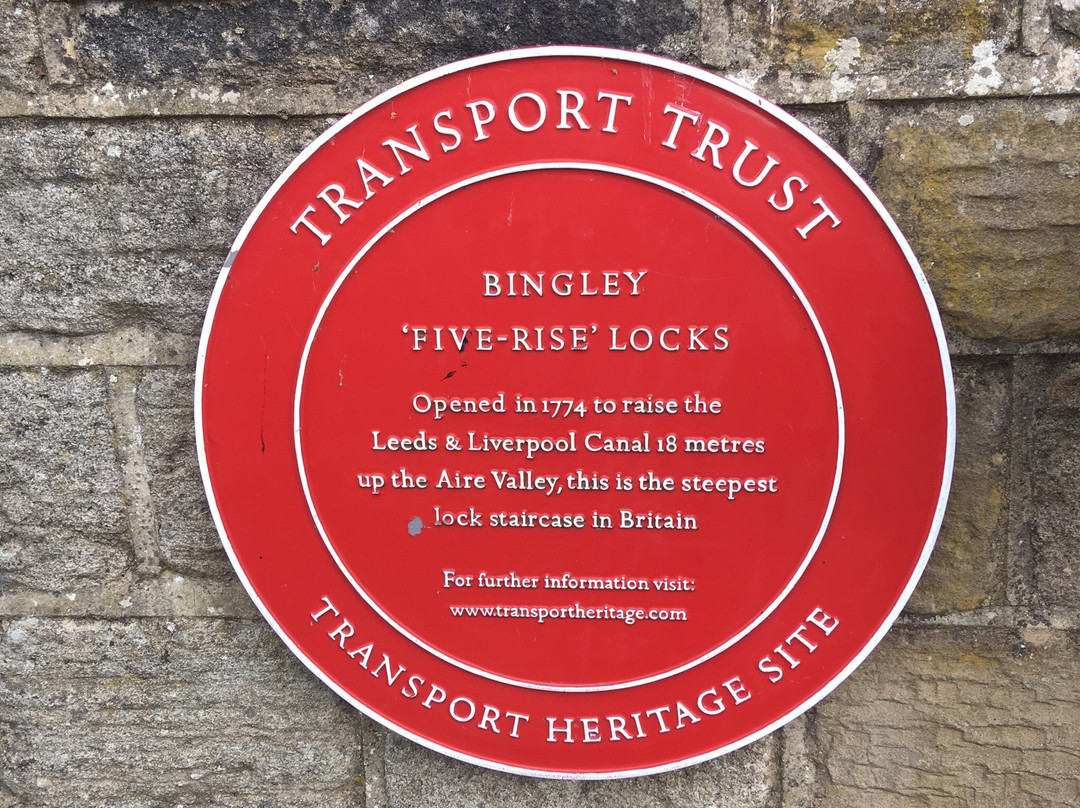 TRANSPORT TRUST
BINGLEY
‘FIVE-RISE’ LOCKS
Opened in 1774 to raise the
Leeds & Liverpool Canal 18 metres
up the Aire Valley, this is the steepest
lock staircase in Britain
For further information visit:
www.transportheritage.com
TRANSPORT HERITAGE SITE